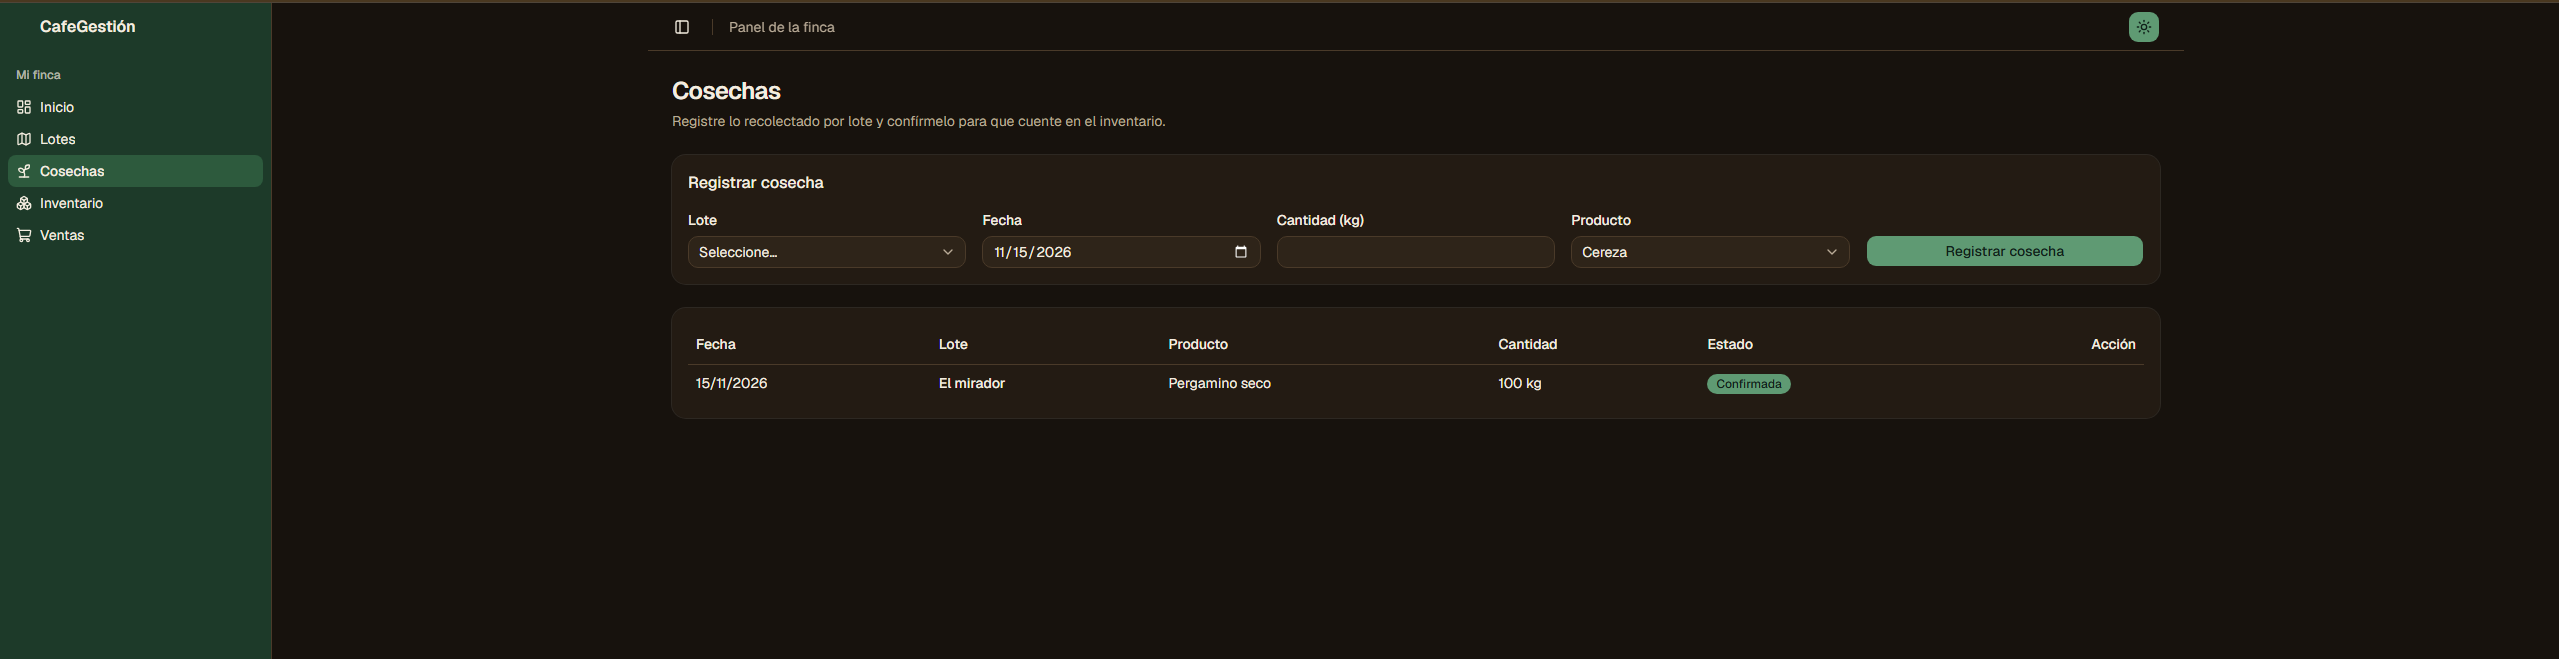 CafeGestión
Mi finca
Inicio
Lotes
Cosechas
Inventario
Ventas
Panel de la finca
Cosechas
Registre lo recolectado por lote y confírmelo para que cuente en el inventario.
Registrar cosecha
Lote Fecha Cantidad (kg) Producto
Seleccione... 11/15/2026 Cereza Registrar cosecha
Fecha Lote Producto Cantidad Estado Acción
15/11/2026 El mirador Pergamino seco 100 kg Confirmada